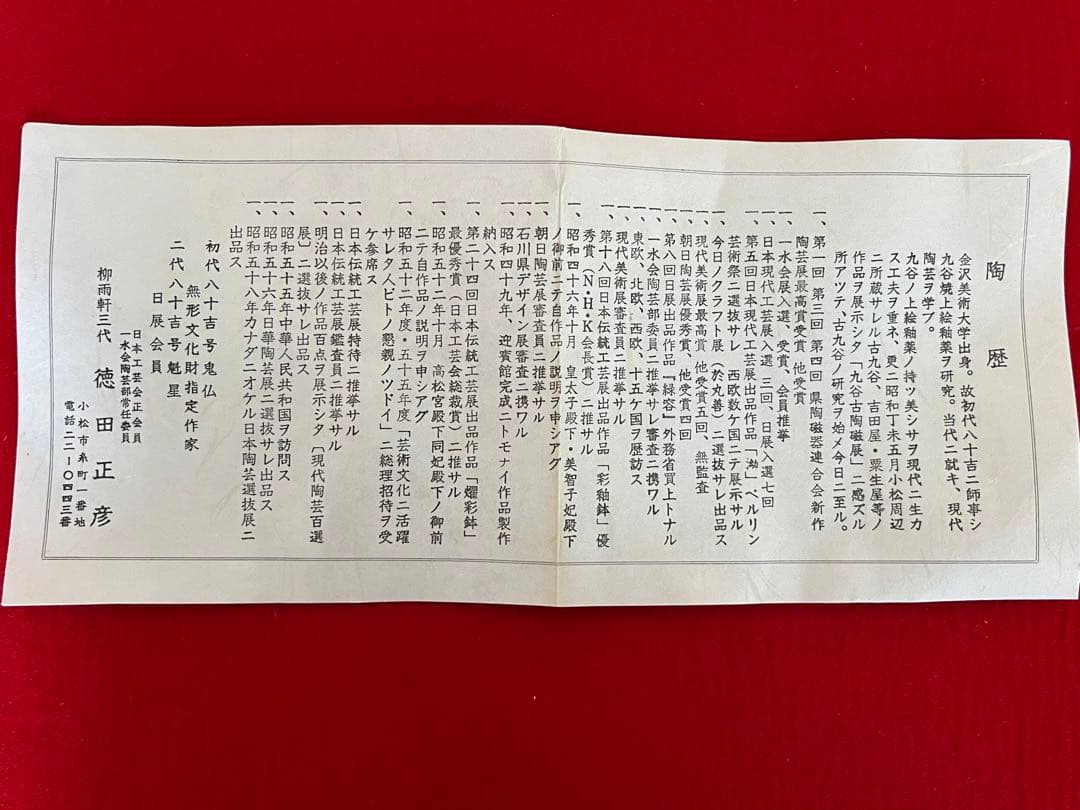 陶歴
金沢美術大学出身。故初代八十吉ニ師事シ
九谷焼上絵釉薬ヲ研究。当代ニ就キ、現代
陶芸ヲ学ブ。
九谷ノ上絵釉薬ノ持ツ美シサヲ現代ニ生カ
ス工夫ヲ重ネ、更ニ昭和丁未五月小松周辺
ニ所蔵サレル古九谷、吉田屋・粟生屋等ノ
作品ヲ展示シタ「九谷古陶磁展」ニ感ズル
所アツテ、古九谷ノ研究ヲ始メ今日ニ至ル。
一、第一回 第三回 第四回 県陶磁器連合会新作
陶芸展最高賞受賞 他受賞
一、一水会展入選、受賞、会員推挙
一、日本現代工芸展入選 三回、日展入選七回
一、第五回日本現代工芸展出品作品「渤」ベルリン
芸術祭ニ選抜サレ 西欧数ケ国ニテ展示サル
一、今日ノクラフト展(於丸善)ニ選抜サレ出品ス
一、現代美術展最高賞 他受賞五回、無監査
一、朝日陶芸展優秀賞、他受賞四回
一、第八回日展出品作品「緑容」外務省買上トナル
一、一水会陶芸部委員ニ推挙サレ審査ニ携ワル
一、東欧、北欧、西欧、十五ケ国ヲ歴訪ス
一、現代美術展審査員ニ推挙サル
一、第十八回日本伝統工芸展出品作品「彩釉鉢」優
秀賞(N・H・K会長賞)ニ推サル
一、昭和四十六年十月 皇太子殿下・美智子妃殿下
ノ御前ニテ自作品ノ説明ヲ申シアグ
一、朝日陶芸展審査員ニ推挙サル
一、石川県デザイン展審査ニ携ワル
一、昭和四十九年、迎賓館完成ニトモナイ作品製作
納入ス
一、第二十四回日本伝統工芸展出品作品「燿彩鉢」
最優秀賞(日本工芸会総裁賞)ニ推サル
一、昭和五十二年十月 高松宮殿下同妃殿下ノ御前
ニテ自作品ノ説明ヲ申シアグ
一、昭和五十二年度・五十五年度「芸術文化ニ活躍
サレタ人ビトノ懇親ノツドイ」ニ総理招待ヲ受
ケ参席ス
一、日本伝統工芸展特待ニ推挙サル
一、日本伝統工芸展鑑査員ニ推挙サル
一、明治以後ノ作品百点ヲ展示シタ〔現代陶芸百選
展〕ニ選抜サレ出品ス
一、昭和五十五年中華人民共和国ヲ訪問ス
一、昭和五十六年日華陶芸展ニ選抜サレ出品ス
一、昭和五十八年カナダニオケル日本陶芸選抜展ニ
出品ス
初代八十吉号鬼仏
無形文化財指定作家
二代八十吉号魁星
日展会員
柳雨軒三代 徳田正彦
日本工芸会正会員
一水会陶芸部常任委員
小松市糸町一番地
電話二二-〇四四三番